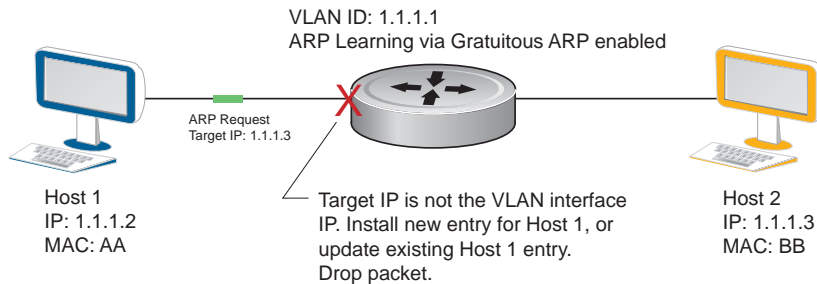 VLAN ID: 1.1.1.1
ARP Learning via Gratuitous ARP enabled
ARP Request
Target IP: 1.1.1.3
X
Host 1
IP: 1.1.1.2
MAC: AA
Target IP is not the VLAN interface
IP. Install new entry for Host 1, or
update existing Host 1 entry.
Drop packet.
Host 2
IP: 1.1.1.3
MAC: BB